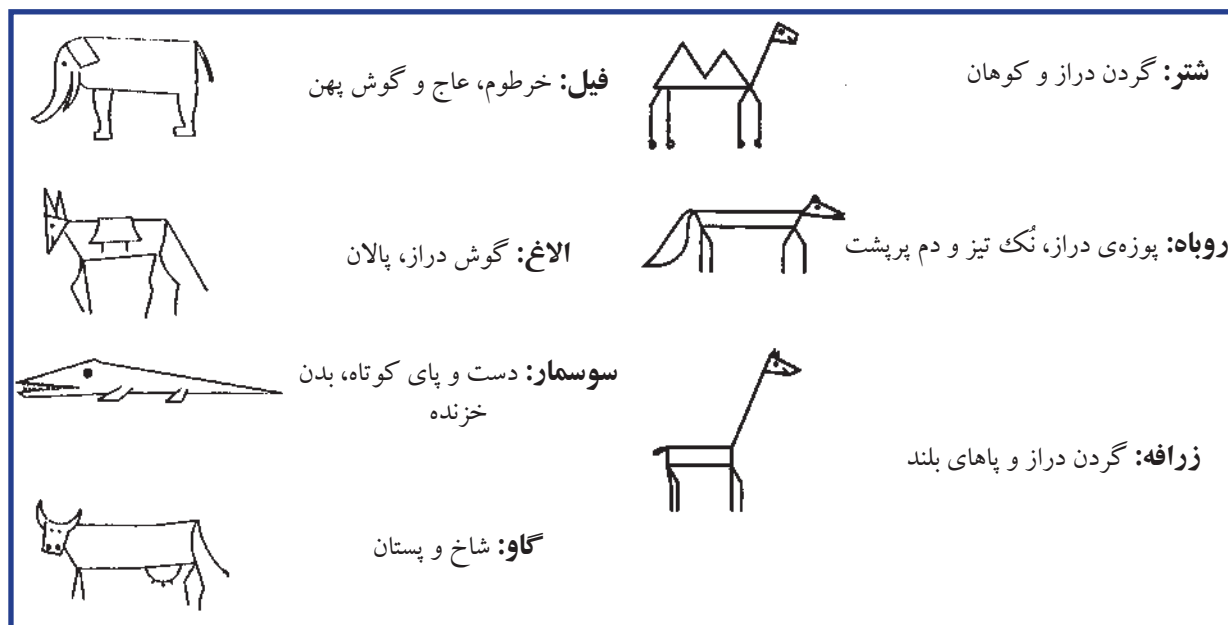 شتر: گردن دراز و کوهان
فیل: خرطوم، عاج و گوش پهن
روباه: پوزه‌ی دراز، نُک تیز و دم پرپشت
الاغ: گوش دراز، پالان
سوسمار: دست و پای کوتاه، بدن
خزنده
زرافه: گردن دراز و پاهای بلند
گاو: شاخ و پستان